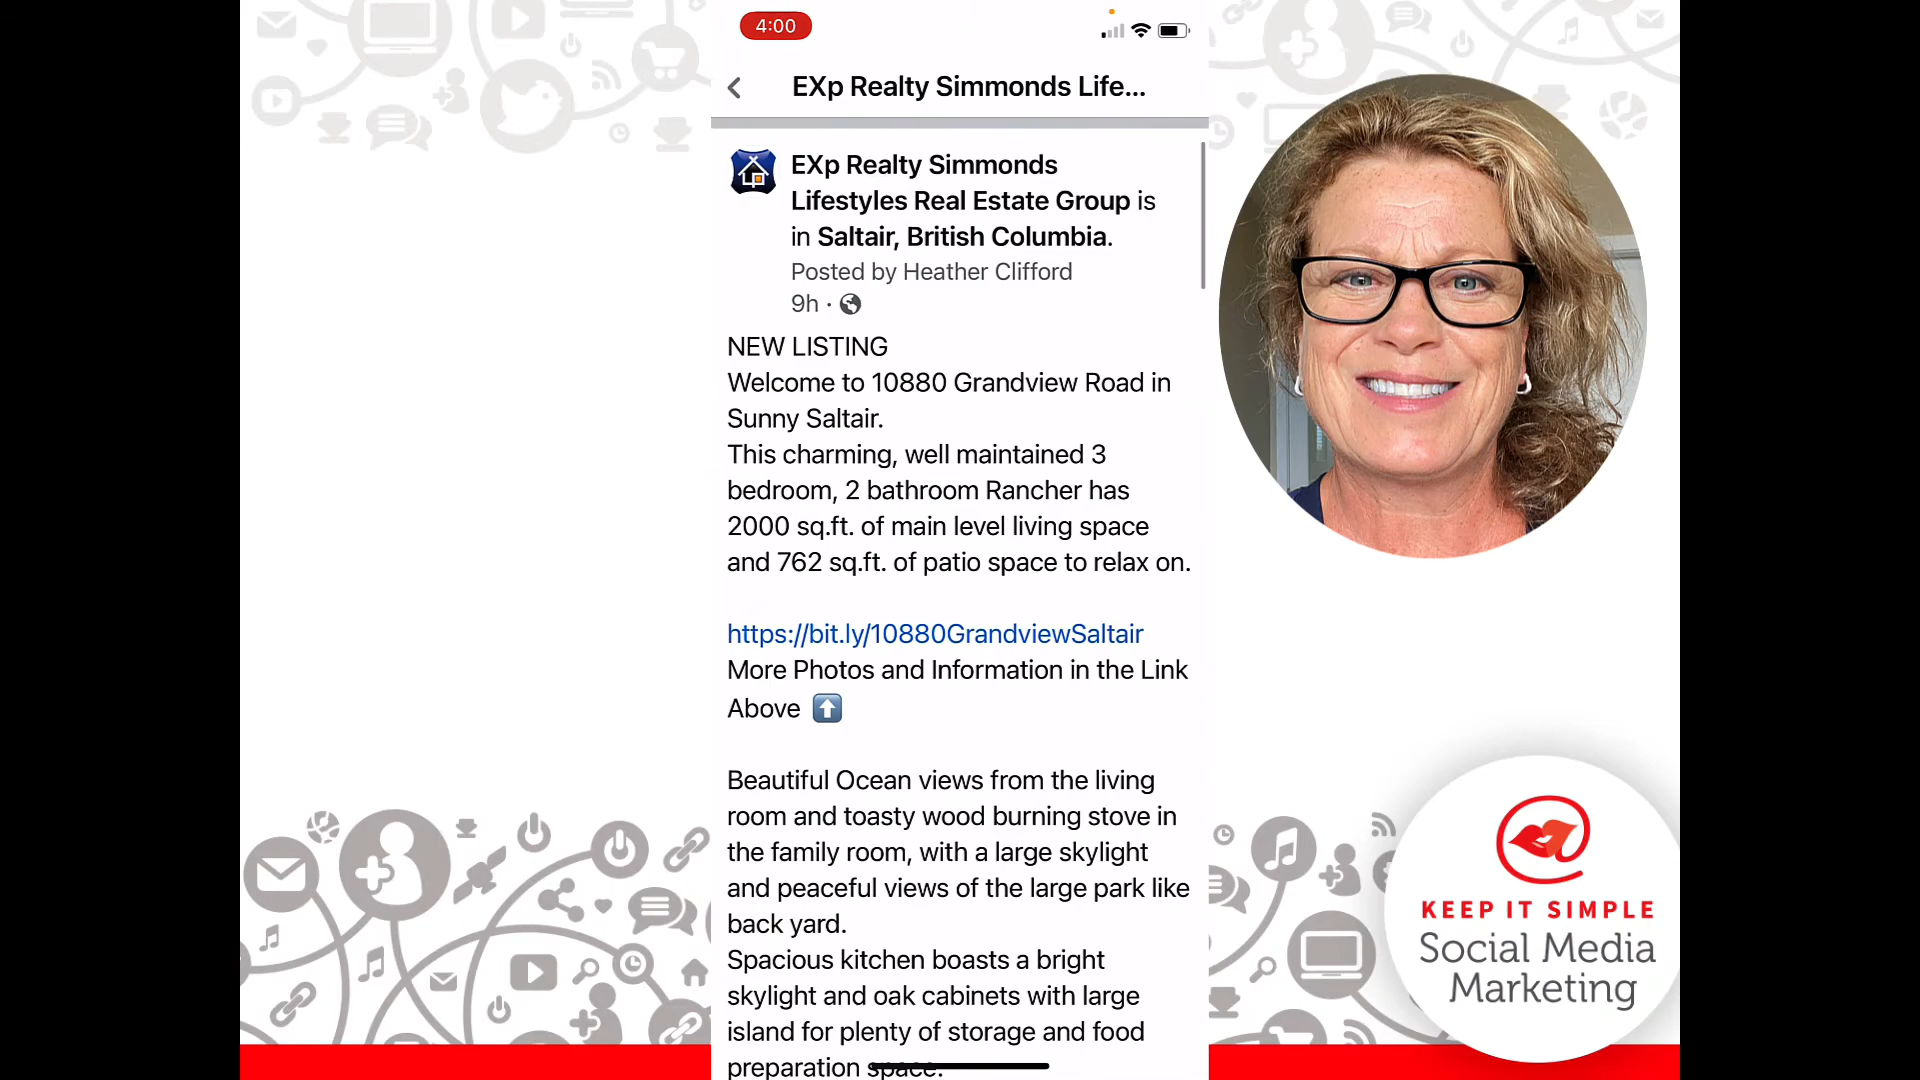 4:00
EXp Realty Simmonds Life...
EXp Realty Simmonds
Lifestyles Real Estate Group is
in Saltair, British Columbia.
Posted by Heather Clifford
9h ·
NEW LISTING
Welcome to 10880 Grandview Road in
Sunny Saltair.
This charming, well maintained 3
bedroom, 2 bathroom Rancher has
2000 sq.ft. of main level living space
and 762 sq.ft. of patio space to relax on.
https://bit.ly/10880GrandviewSaltair
More Photos and Information in the Link
Above ⬆️
Beautiful Ocean views from the living
room and toasty wood burning stove in
the family room, with a large skylight
and peaceful views of the large park like
back yard.
Spacious kitchen boasts a bright
skylight and oak cabinets with large
island for plenty of storage and food
preparation space.
KEEP IT SIMPLE
Social Media
Marketing